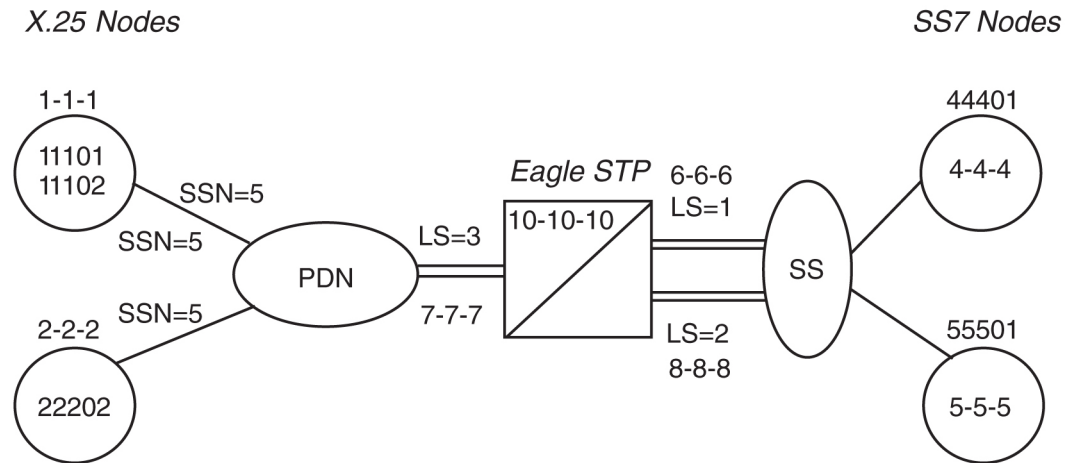 X.25 Nodes
SS7 Nodes
1-1-1
11101
11102
SSN=5
SSN=5
SSN=5
2-2-2
22202
PDN
LS=3
7-7-7
Eagle STP
10-10-10
6-6-6
LS=1
LS=2
8-8-8
SS
44401
4-4-4
55501
5-5-5